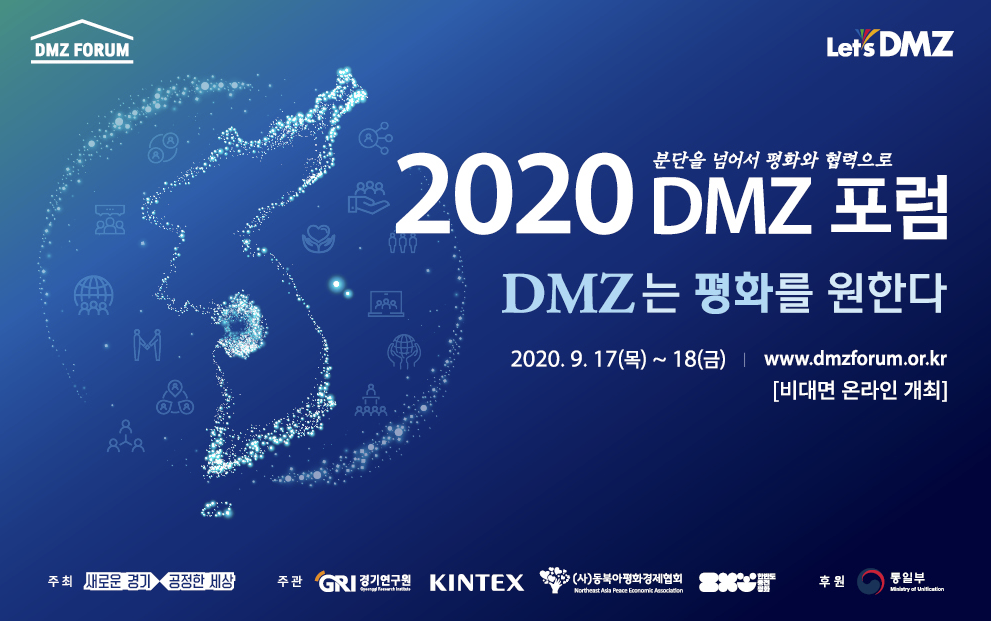 DMZ FORUM
Let's DMZ
분단을 넘어서 평화와 협력으로
2020 DMZ 포럼
DMZ는 평화를 원한다
2020. 9. 17(목) ~ 18(금) | www.dmzforum.or.kr
[비대면 온라인 개최]
주최 새로운 경기 공정한 세상
주관 GRI 경기연구원 Gyeonggi Research Institute
KINTEX
(사)동북아평화경제협회
Northeast Asia Peace Economic Association
후원 통일부
Ministry of Unification